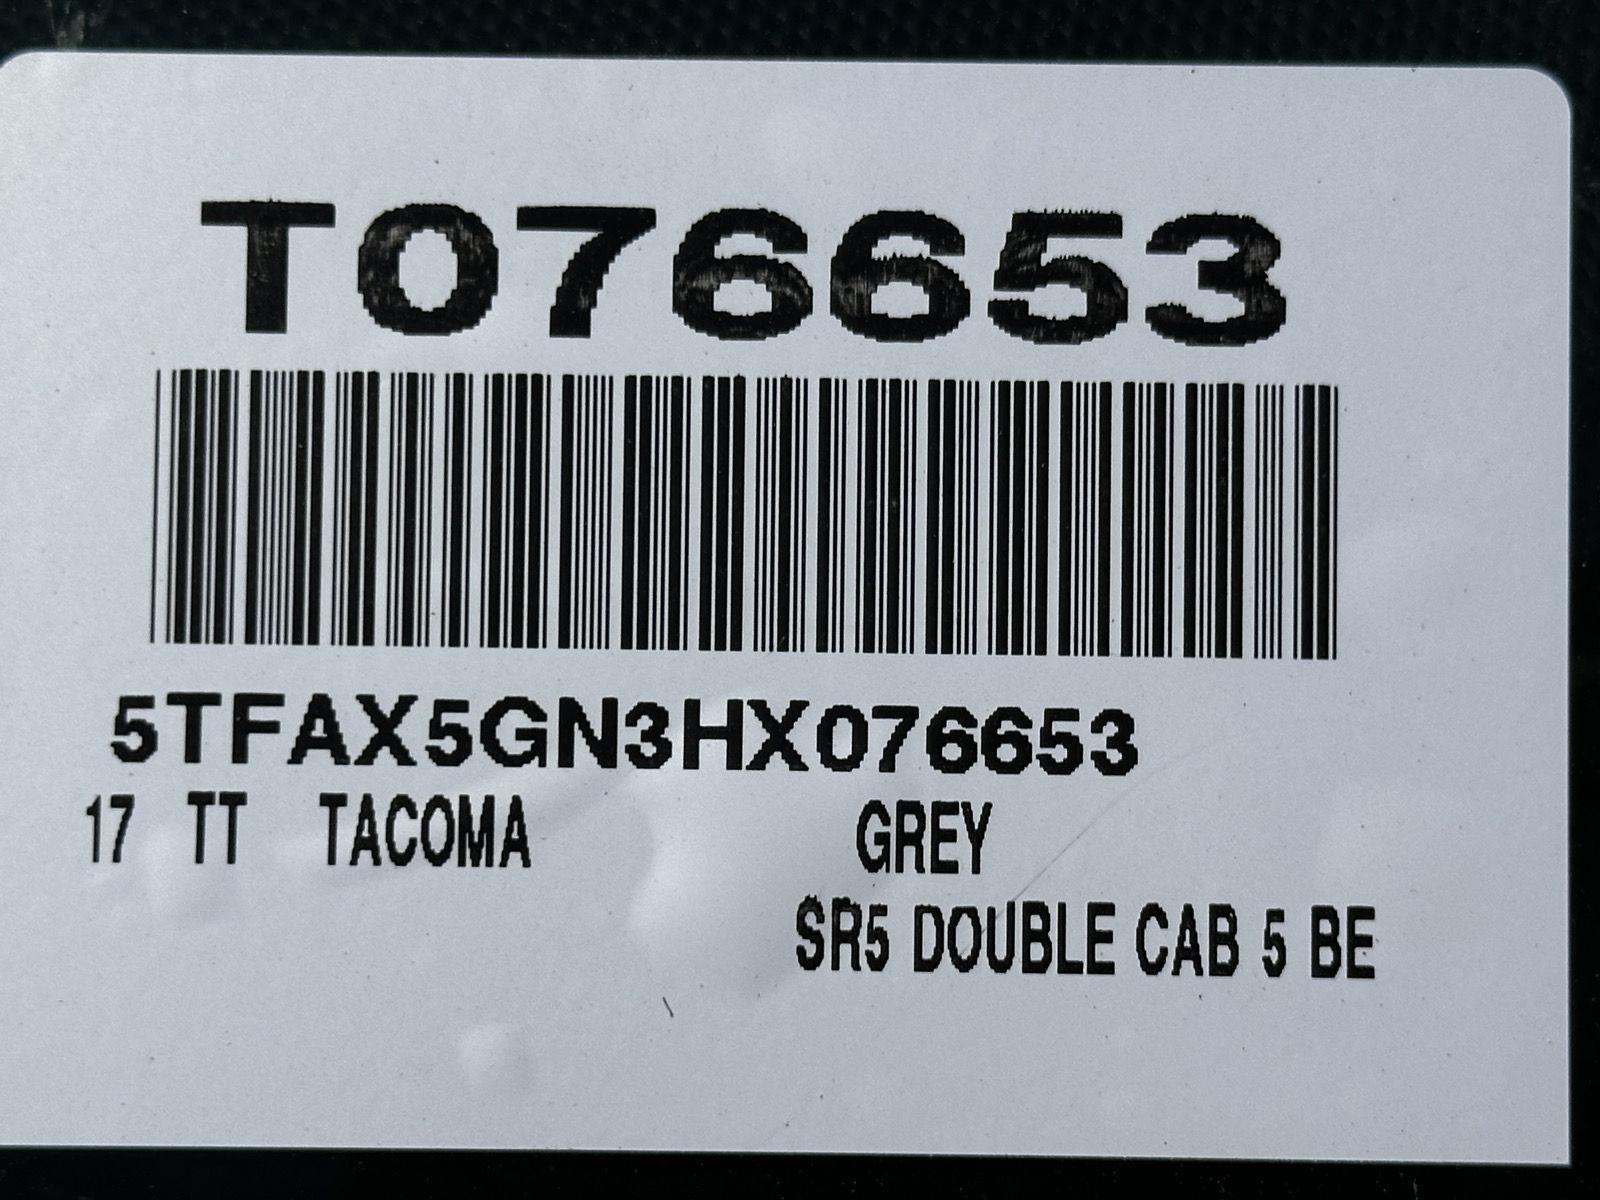 T076653
5TFAX5GN3HX076653
17 TT TACOMA GREY
SR5 DOUBLE CAB 5 BE